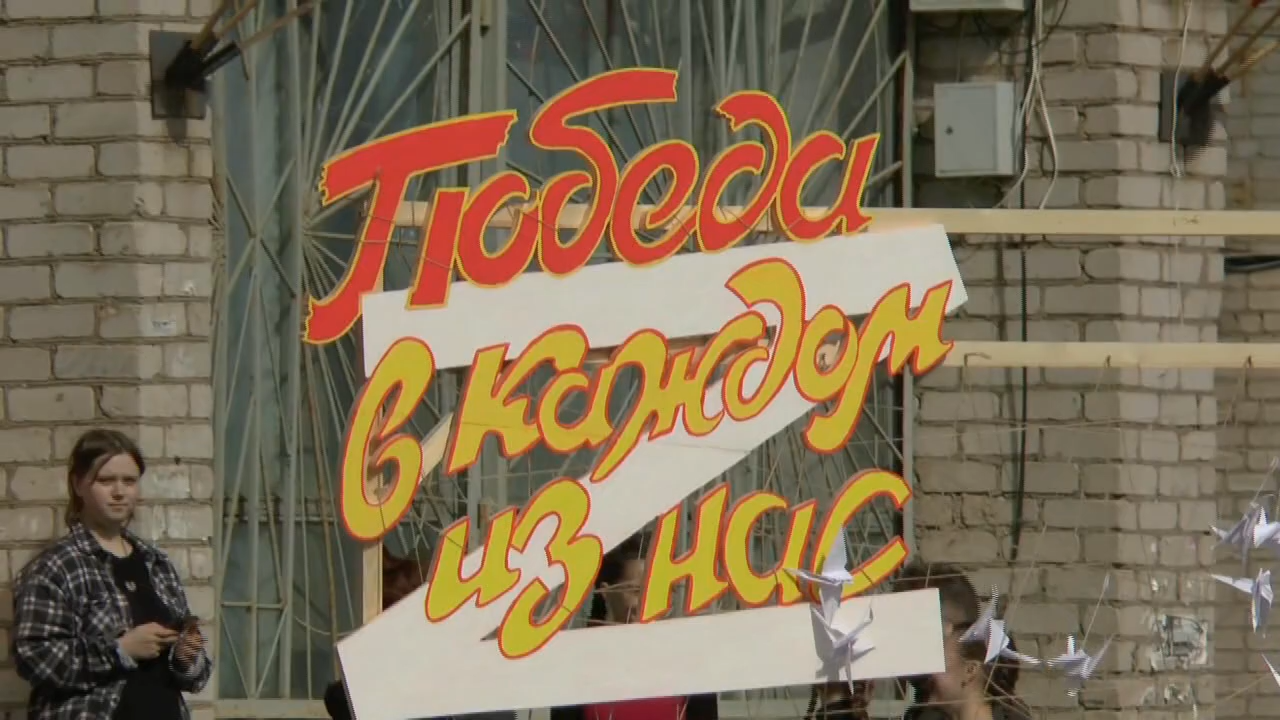 Победа
в каждом
из нас